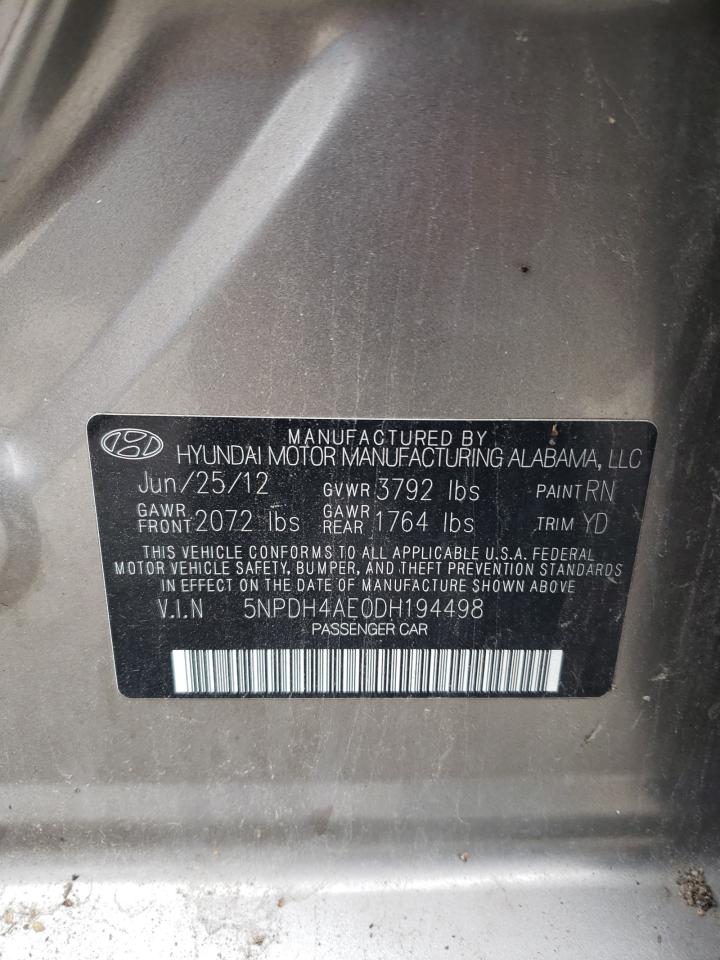 MANUFACTURED BY
HYUNDAI MOTOR MANUFACTURING ALABAMA, LLC
Jun/25/12 GVWR 3792 lbs PAINT RN
GAWR FRONT 2072 lbs GAWR REAR 1764 lbs TRIM YD
THIS VEHICLE CONFORMS TO ALL APPLICABLE U.S.A. FEDERAL
MOTOR VEHICLE SAFETY, BUMPER, AND THEFT PREVENTION STANDARDS
IN EFFECT ON THE DATE OF MANUFACTURE SHOWN ABOVE
V.I.N 5NPDH4AE0DH194498
PASSENGER CAR